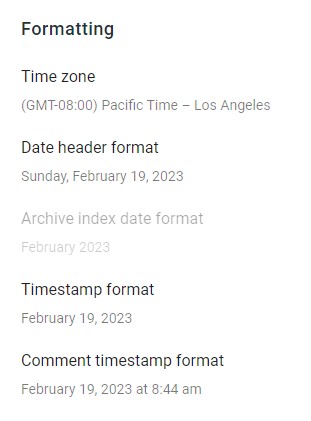 Formatting
Time zone
(GMT-08:00) Pacific Time – Los Angeles
Date header format
Sunday, February 19, 2023
Archive index date format
February 2023
Timestamp format
February 19, 2023
Comment timestamp format
February 19, 2023 at 8:44 am